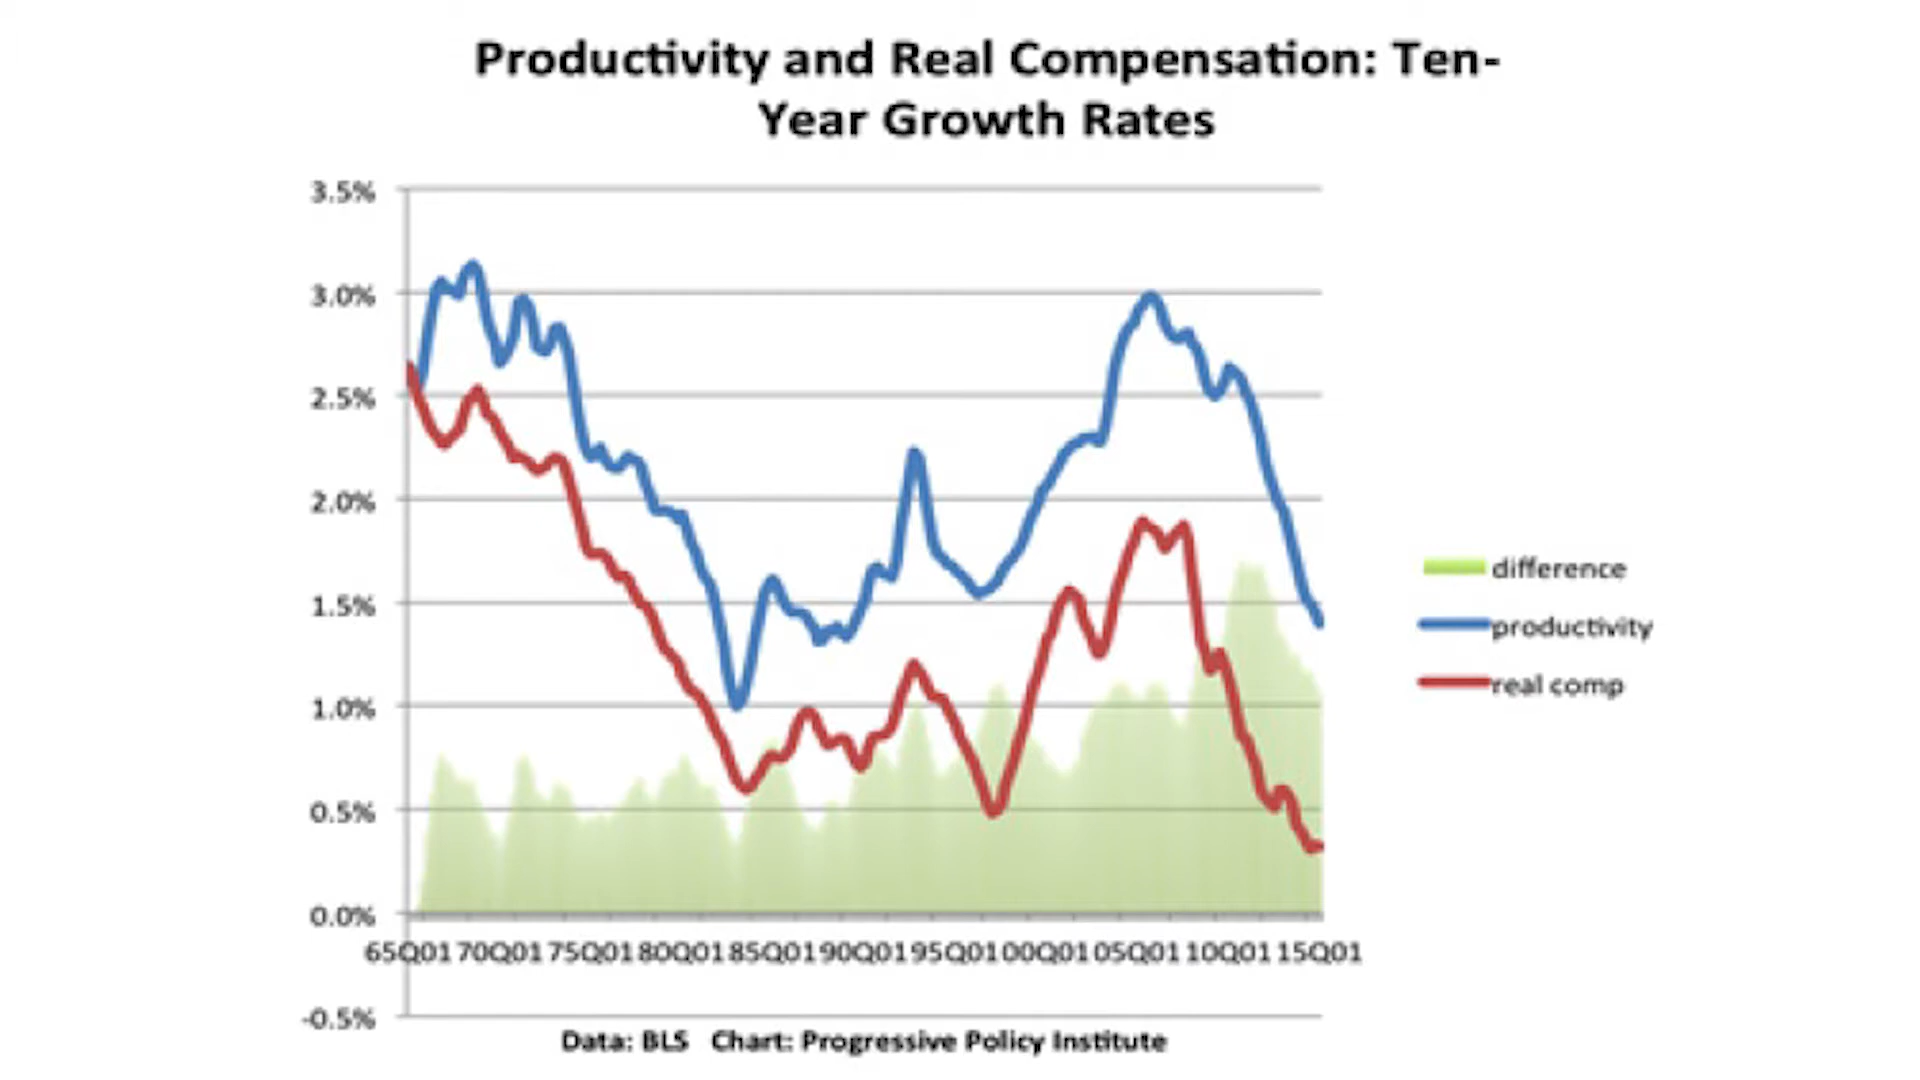 Productivity and Real Compensation: Ten-
Year Growth Rates
3.5%
3.0%
2.5%
2.0%
1.5%
1.0%
0.5%
0.0%
-0.5%
65Q01 70Q01 75Q01 80Q01 85Q01 90Q01 95Q01 00Q01 05Q01 10Q01 15Q01
difference
productivity
real comp
Data: BLS Chart: Progressive Policy Institute